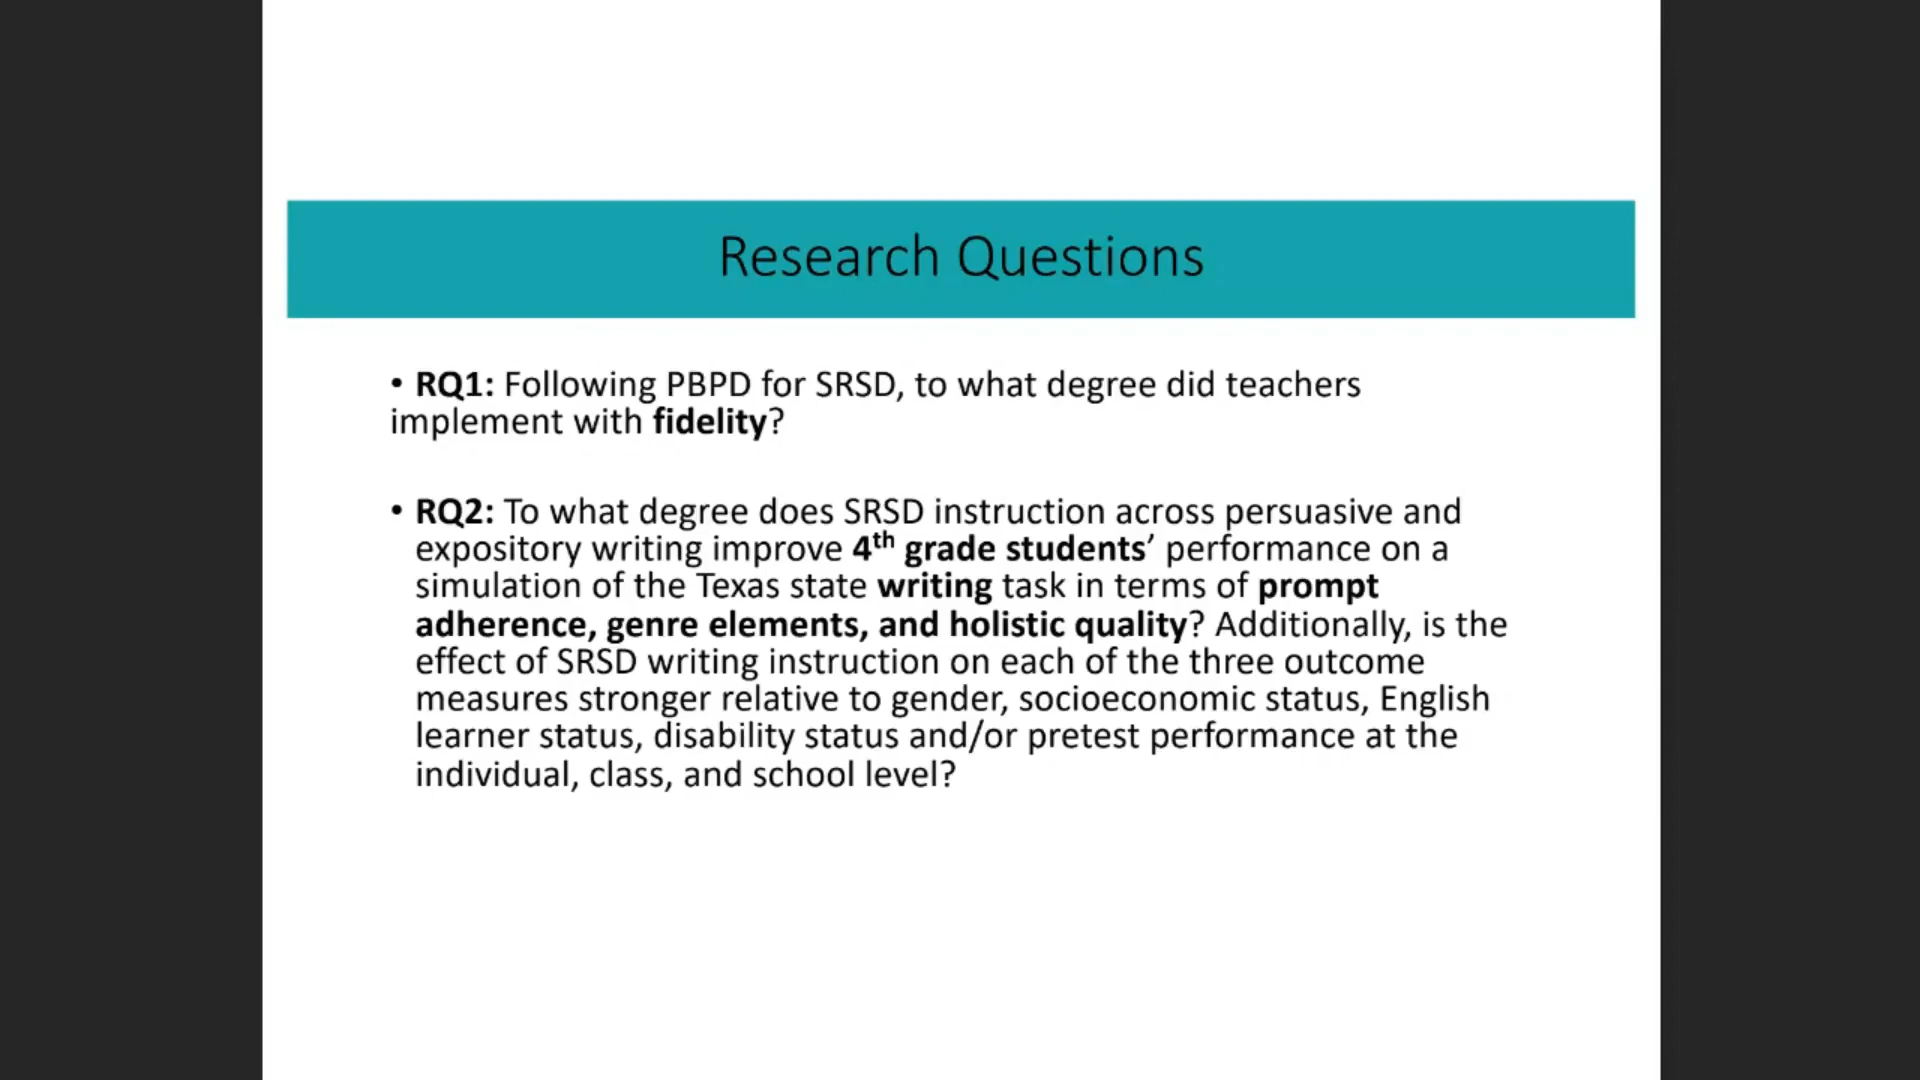 Research Questions
• RQ1: Following PBPD for SRSD, to what degree did teachers
implement with fidelity?
• RQ2: To what degree does SRSD instruction across persuasive and
expository writing improve 4th grade students’ performance on a
simulation of the Texas state writing task in terms of prompt
adherence, genre elements, and holistic quality? Additionally, is the
effect of SRSD writing instruction on each of the three outcome
measures stronger relative to gender, socioeconomic status, English
learner status, disability status and/or pretest performance at the
individual, class, and school level?